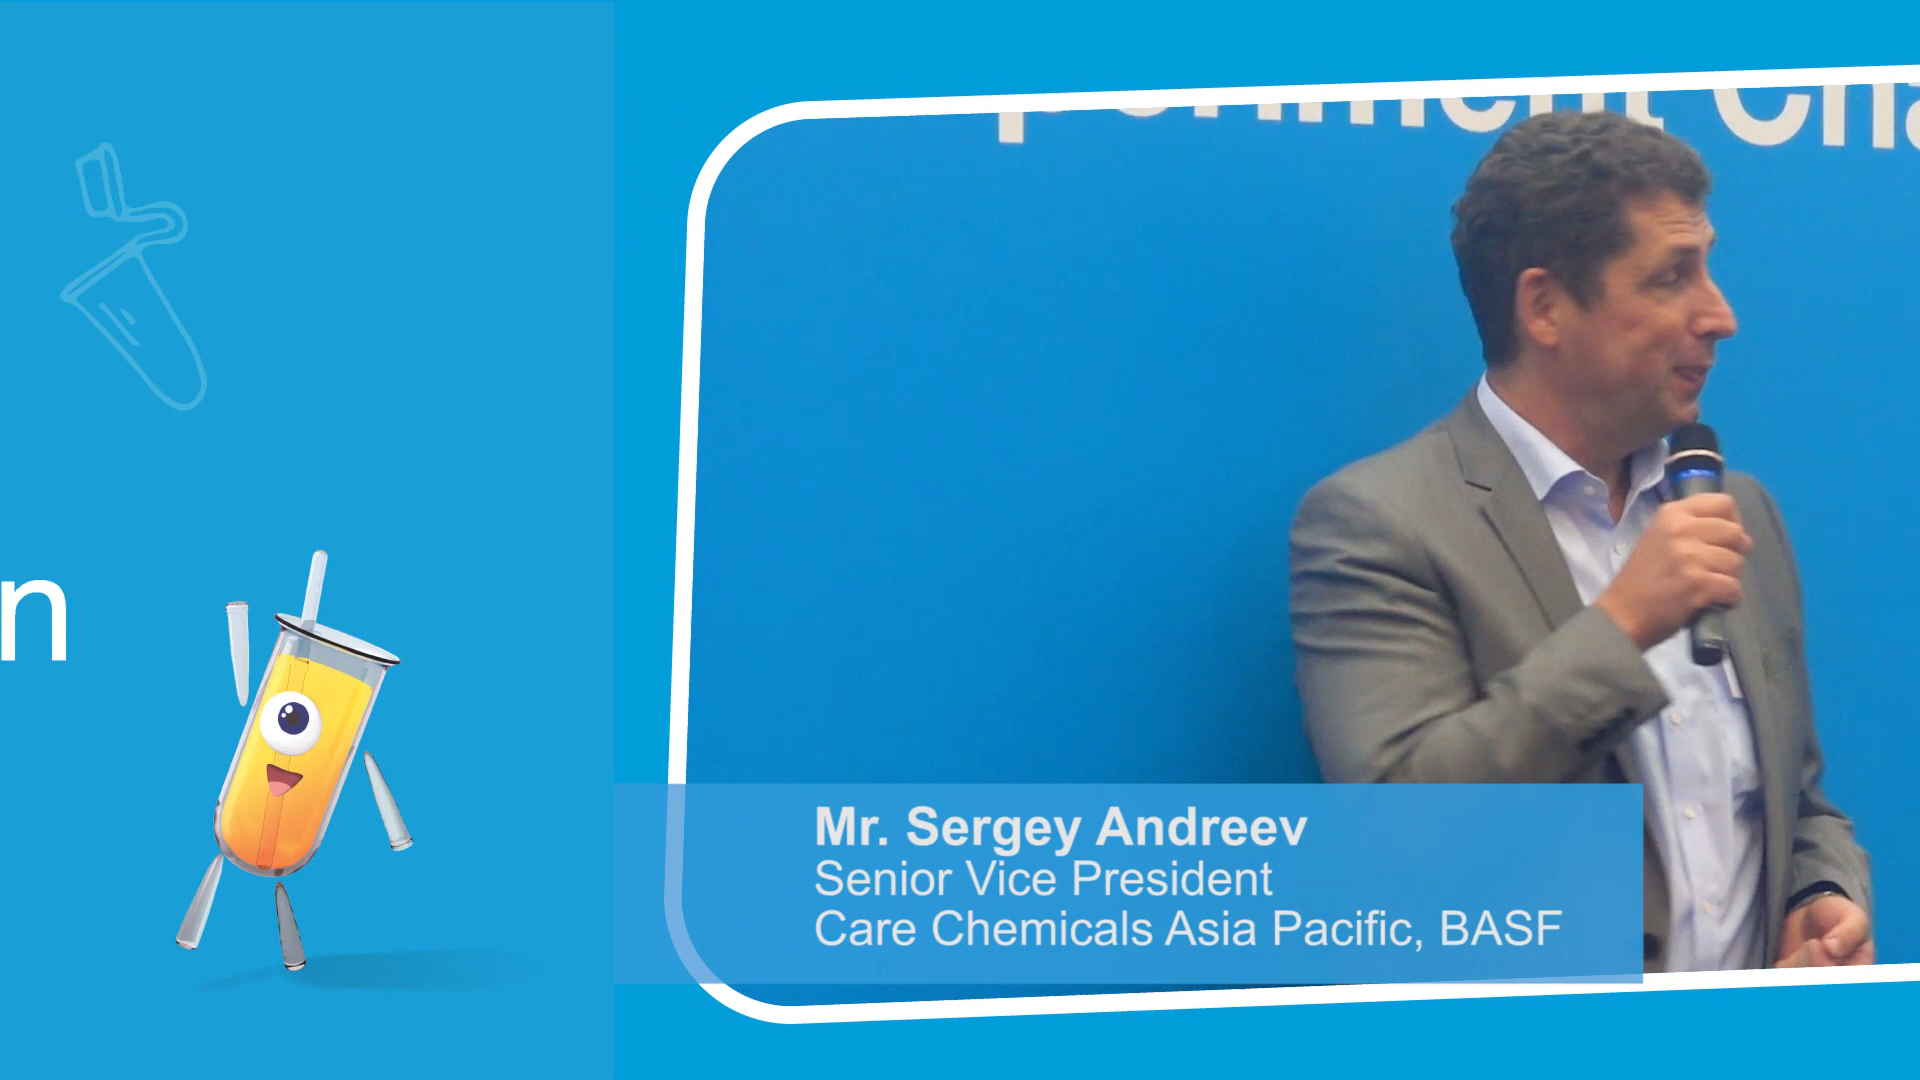 n
Mr. Sergey Andreev
Senior Vice President
Care Chemicals Asia Pacific, BASF